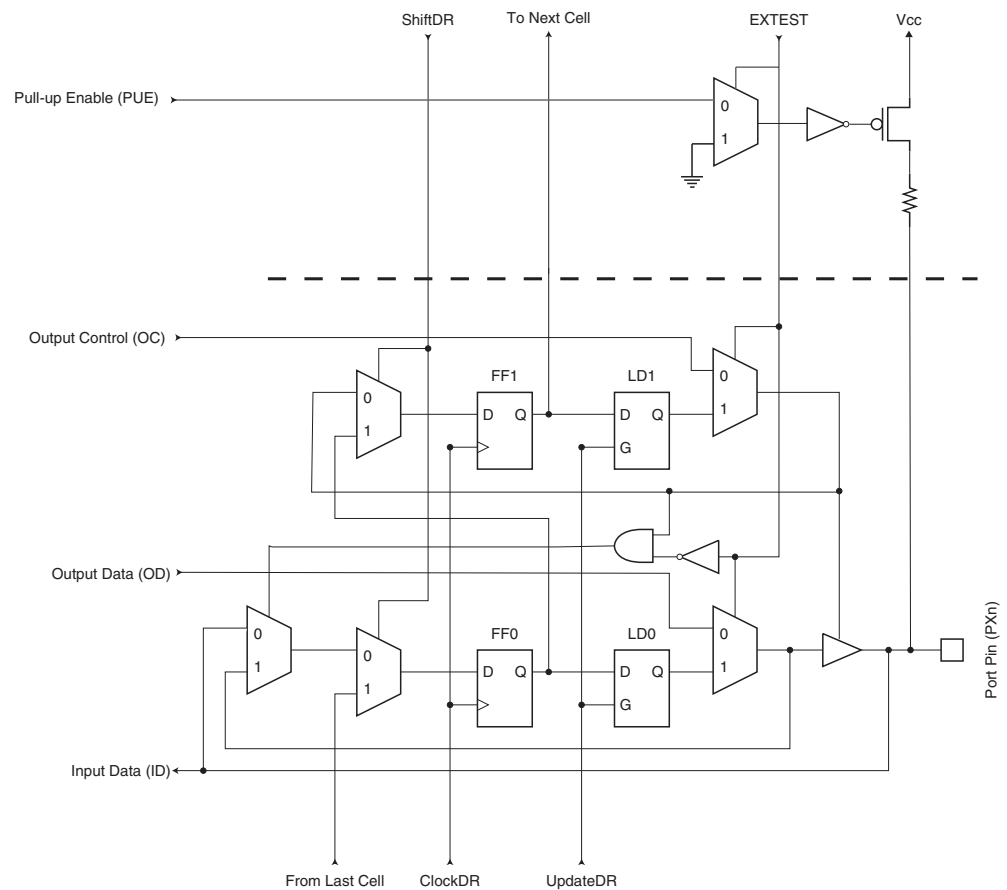 ShiftDR
To Next Cell
EXTEST
Vcc
Pull-up Enable (PUE)
0
1
Output Control (OC)
FF1
LD1
0
1
D Q
D Q
G
0
1
Output Data (OD)
FF0
LD0
0
1
0
1
D Q
D Q
G
0
1
Port Pin (PXn)
Input Data (ID)
From Last Cell
ClockDR
UpdateDR